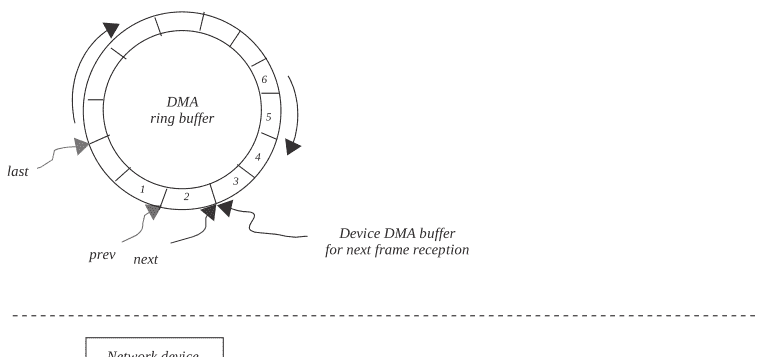 6
DMA
ring buffer
5
4
last
3
1
2
Device DMA buffer
for next frame reception
prev
next
Network device